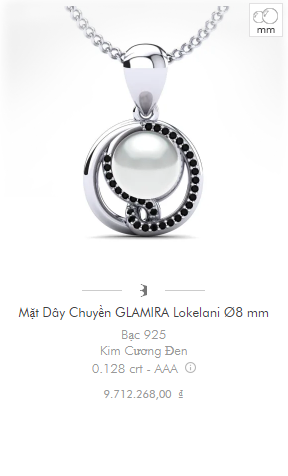 mm
Mặt Dây Chuyền GLAMIRA Lokelani Ø8 mm
Bạc 925
Kim Cương Đen
0.128 crt - AAA
9.712.268,00 ₫